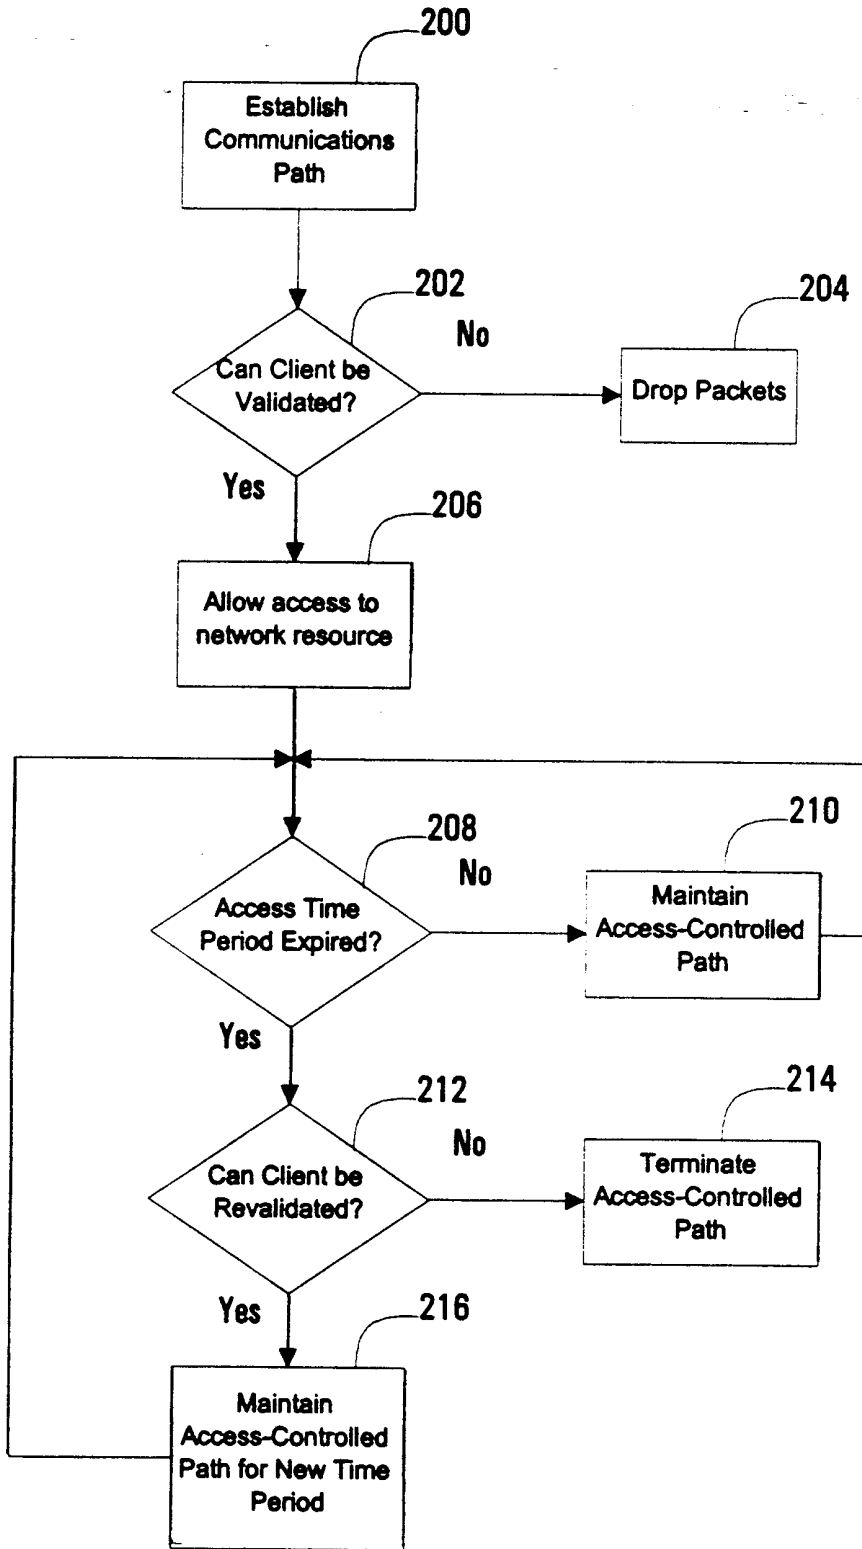 200
Establish
Communications
Path
202
204
No
Can Client be
Validated?
Drop Packets
Yes
206
Allow access to
network resource
208
210
No
Access Time
Period Expired?
Maintain
Access-Controlled
Path
Yes
212
214
No
Can Client be
Revalidated?
Terminate
Access-Controlled
Path
Yes
216
Maintain
Access-Controlled
Path for New Time
Period